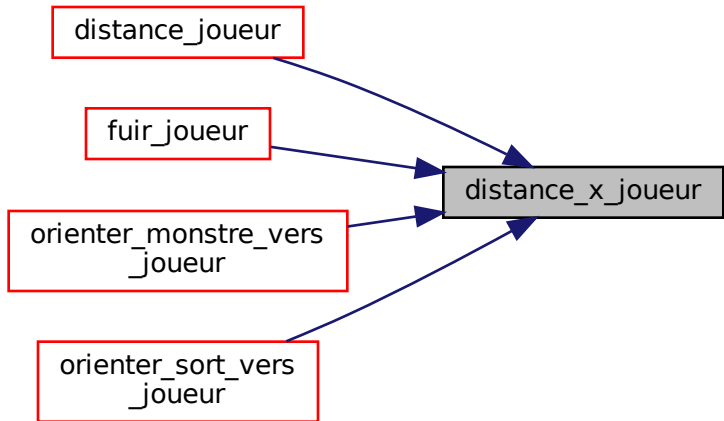 distance_joueur
fuir_joueur
distance_x_joueur
orienter_monstre_vers
_joueur
orienter_sort_vers
_joueur